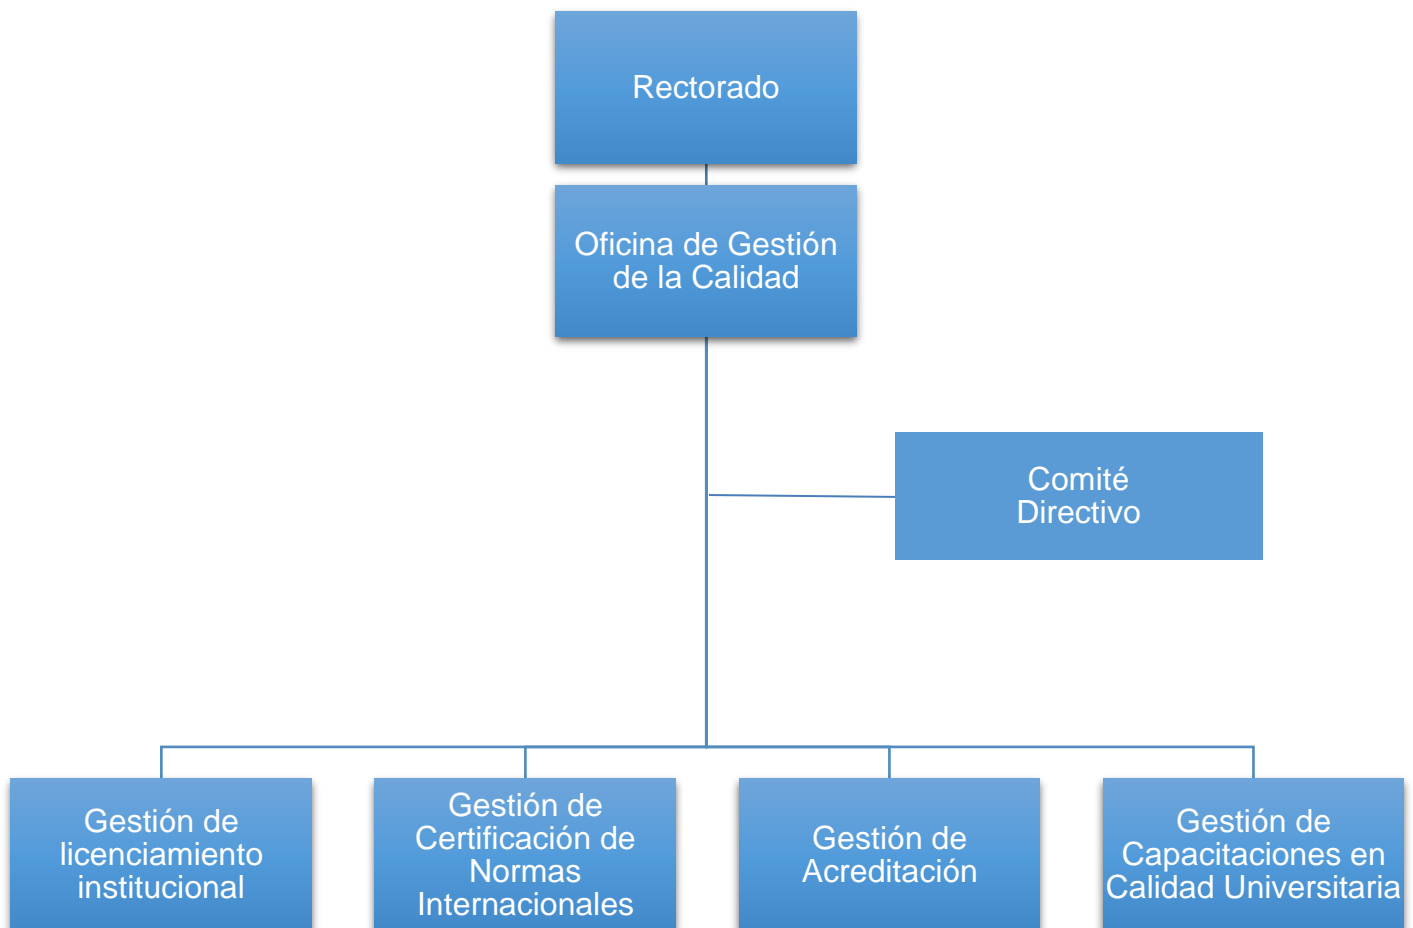 Rectorado
Oficina de Gestión
de la Calidad
Comité
Directivo
Gestión de
licenciamiento
institucional
Gestión de
Certificación de
Normas
Internacionales
Gestión de
Acreditación
Gestión de
Capacitaciones en
Calidad Universitaria